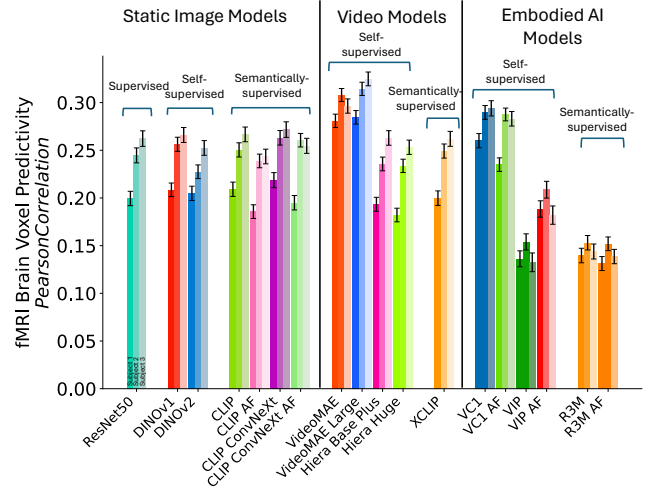 Static Image Models
Video Models
Embodied AI
Models
Supervised
Self-
supervised
Semantically-
supervised
Self-
supervised
Semantically-
supervised
Self-
supervised
Semantically-
supervised
fMRI Brain Voxel Predictivity
PearsonCorrelation
0.30
0.25
0.20
0.15
0.10
0.05
0.00
Subject 1
Subject 2
Subject 3
ResNet50
DINOv1
DINOv2
CLIP
CLIP AF
CLIP ConvNeXt
CLIP ConvNeXt AF
VideoMAE
VideoMAE Large
Hiera Base Plus
Hiera Huge
XCLIP
VC1
VC1 AF
VIP
VIP AF
R3M
R3M AF